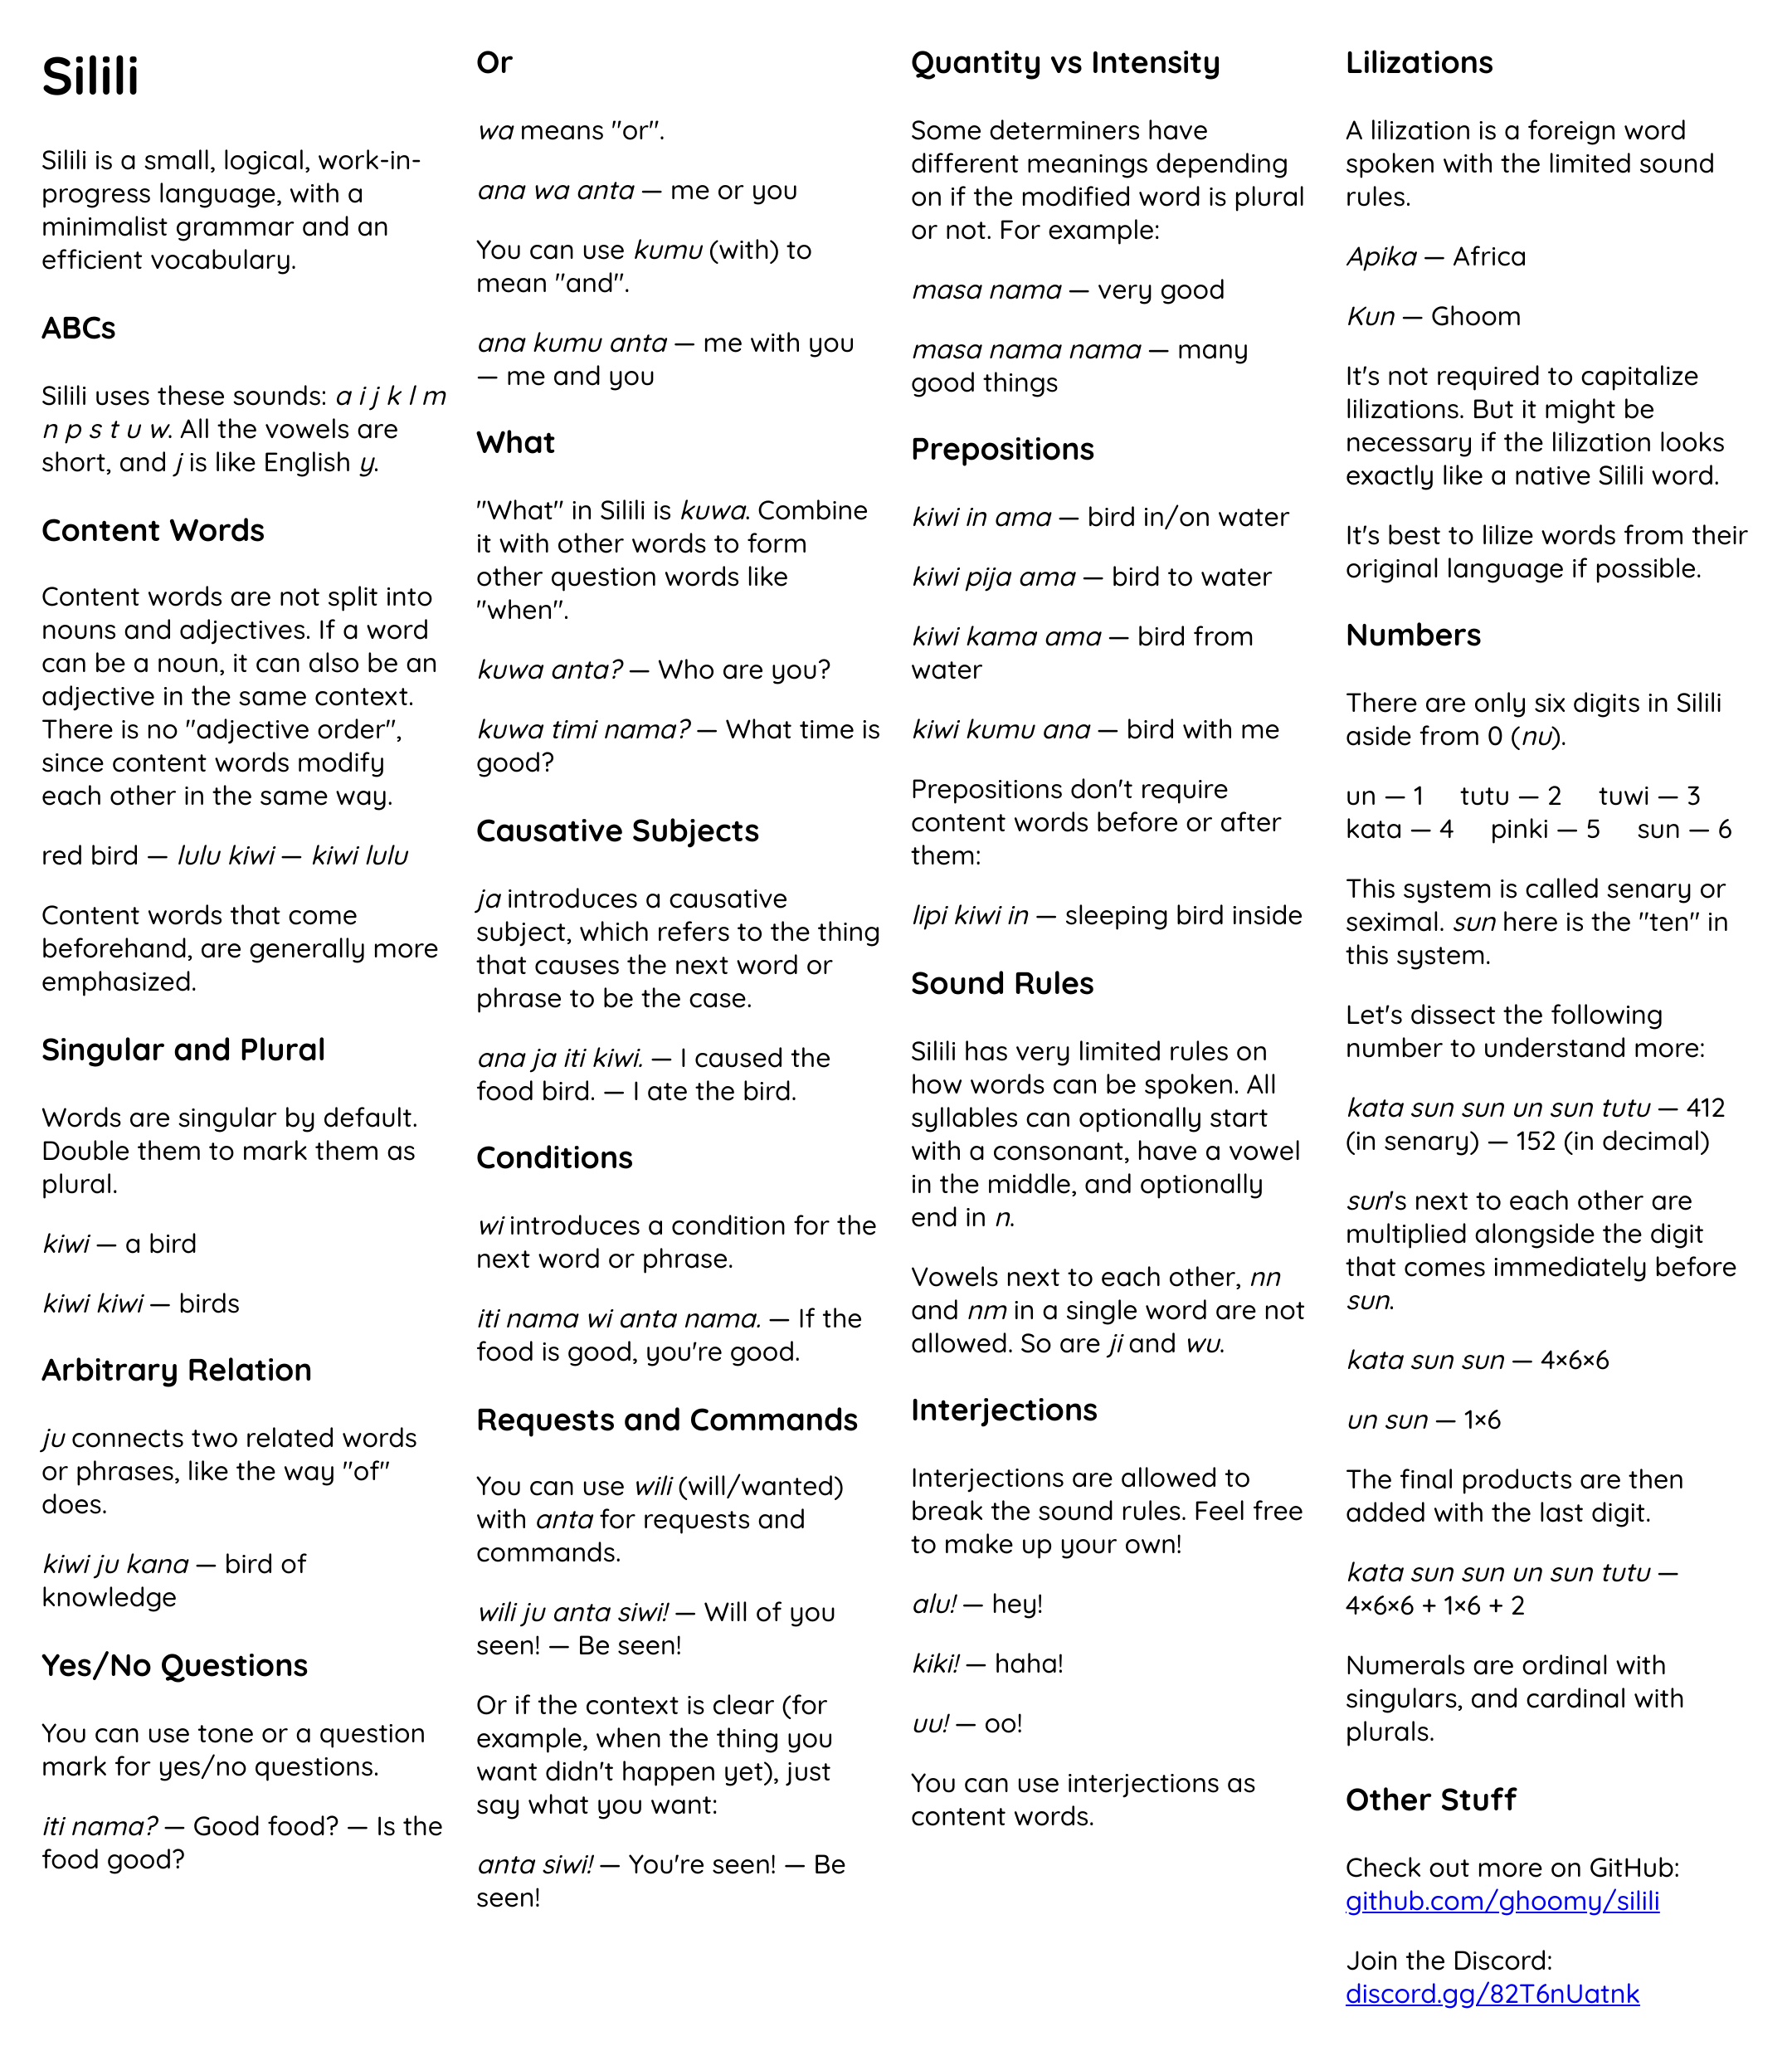 Silili
Silili is a small, logical, work-in-
progress language, with a
minimalist grammar and an
efficient vocabulary.
ABCs
Silili uses these sounds: a i j k l m
n p s t u w. All the vowels are
short, and j is like English y.
Content Words
Content words are not split into
nouns and adjectives. If a word
can be a noun, it can also be an
adjective in the same context.
There is no "adjective order",
since content words modify
each other in the same way.
red bird — lulu kiwi — kiwi lulu
Content words that come
beforehand, are generally more
emphasized.
Singular and Plural
Words are singular by default.
Double them to mark them as
plural.
kiwi — a bird
kiwi kiwi — birds
Arbitrary Relation
ju connects two related words
or phrases, like the way "of"
does.
kiwi ju kana — bird of
knowledge
Yes/No Questions
You can use tone or a question
mark for yes/no questions.
iti nama? — Good food? — Is the
food good?
Or
wa means "or".
ana wa anta — me or you
You can use kumu (with) to
mean "and".
ana kumu anta — me with you
— me and you
What
"What" in Silili is kuwa. Combine
it with other words to form
other question words like
"when".
kuwa anta? — Who are you?
kuwa timi nama? — What time is
good?
Causative Subjects
ja introduces a causative
subject, which refers to the thing
that causes the next word or
phrase to be the case.
ana ja iti kiwi. — I caused the
food bird. — I ate the bird.
Conditions
wi introduces a condition for the
next word or phrase.
iti nama wi anta nama. — If the
food is good, you're good.
Requests and Commands
You can use wili (will/wanted)
with anta for requests and
commands.
wili ju anta siwi! — Will of you
seen! — Be seen!
Or if the context is clear (for
example, when the thing you
want didn't happen yet), just
say what you want:
anta siwi! — You're seen! — Be
seen!
Quantity vs Intensity
Some determiners have
different meanings depending
on if the modified word is plural
or not. For example:
masa nama — very good
masa nama nama — many
good things
Prepositions
kiwi in ama — bird in/on water
kiwi pija ama — bird to water
kiwi kama ama — bird from
water
kiwi kumu ana — bird with me
Prepositions don't require
content words before or after
them:
lipi kiwi in — sleeping bird inside
Sound Rules
Silili has very limited rules on
how words can be spoken. All
syllables can optionally start
with a consonant, have a vowel
in the middle, and optionally
end in n.
Vowels next to each other, nn
and nm in a single word are not
allowed. So are ji and wu.
Interjections
Interjections are allowed to
break the sound rules. Feel free
to make up your own!
alu! — hey!
kiki! — haha!
uu! — oo!
You can use interjections as
content words.
Lilizations
A lilization is a foreign word
spoken with the limited sound
rules.
Apika — Africa
Kun — Ghoom
It's not required to capitalize
lilizations. But it might be
necessary if the lilization looks
exactly like a native Silili word.
It's best to lilize words from their
original language if possible.
Numbers
There are only six digits in Silili
aside from 0 (nu).
un — 1 tutu — 2 tuwi — 3
kata — 4 pinki — 5 sun — 6
This system is called senary or
seximal. sun here is the "ten" in
this system.
Let's dissect the following
number to understand more:
kata sun sun un sun tutu — 412
(in senary) — 152 (in decimal)
sun's next to each other are
multiplied alongside the digit
that comes immediately before
sun.
kata sun sun — 4×6×6
un sun — 1×6
The final products are then
added with the last digit.
kata sun sun un sun tutu —
4×6×6 + 1×6 + 2
Numerals are ordinal with
singulars, and cardinal with
plurals.
Other Stuff
Check out more on GitHub:
github.com/ghoomy/silili
Join the Discord:
discord.gg/82T6nUatnk